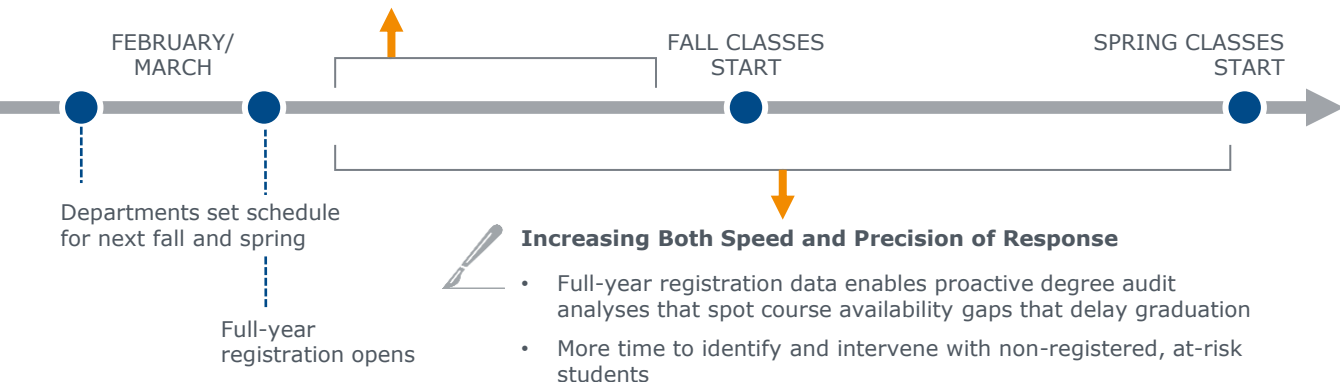 FEBRUARY/
MARCH
FALL CLASSES
START
SPRING CLASSES
START
Departments set schedule
for next fall and spring
Full-year
registration opens
Increasing Both Speed and Precision of Response
• Full-year registration data enables proactive degree audit
analyses that spot course availability gaps that delay graduation
• More time to identify and intervene with non-registered, at-risk
students